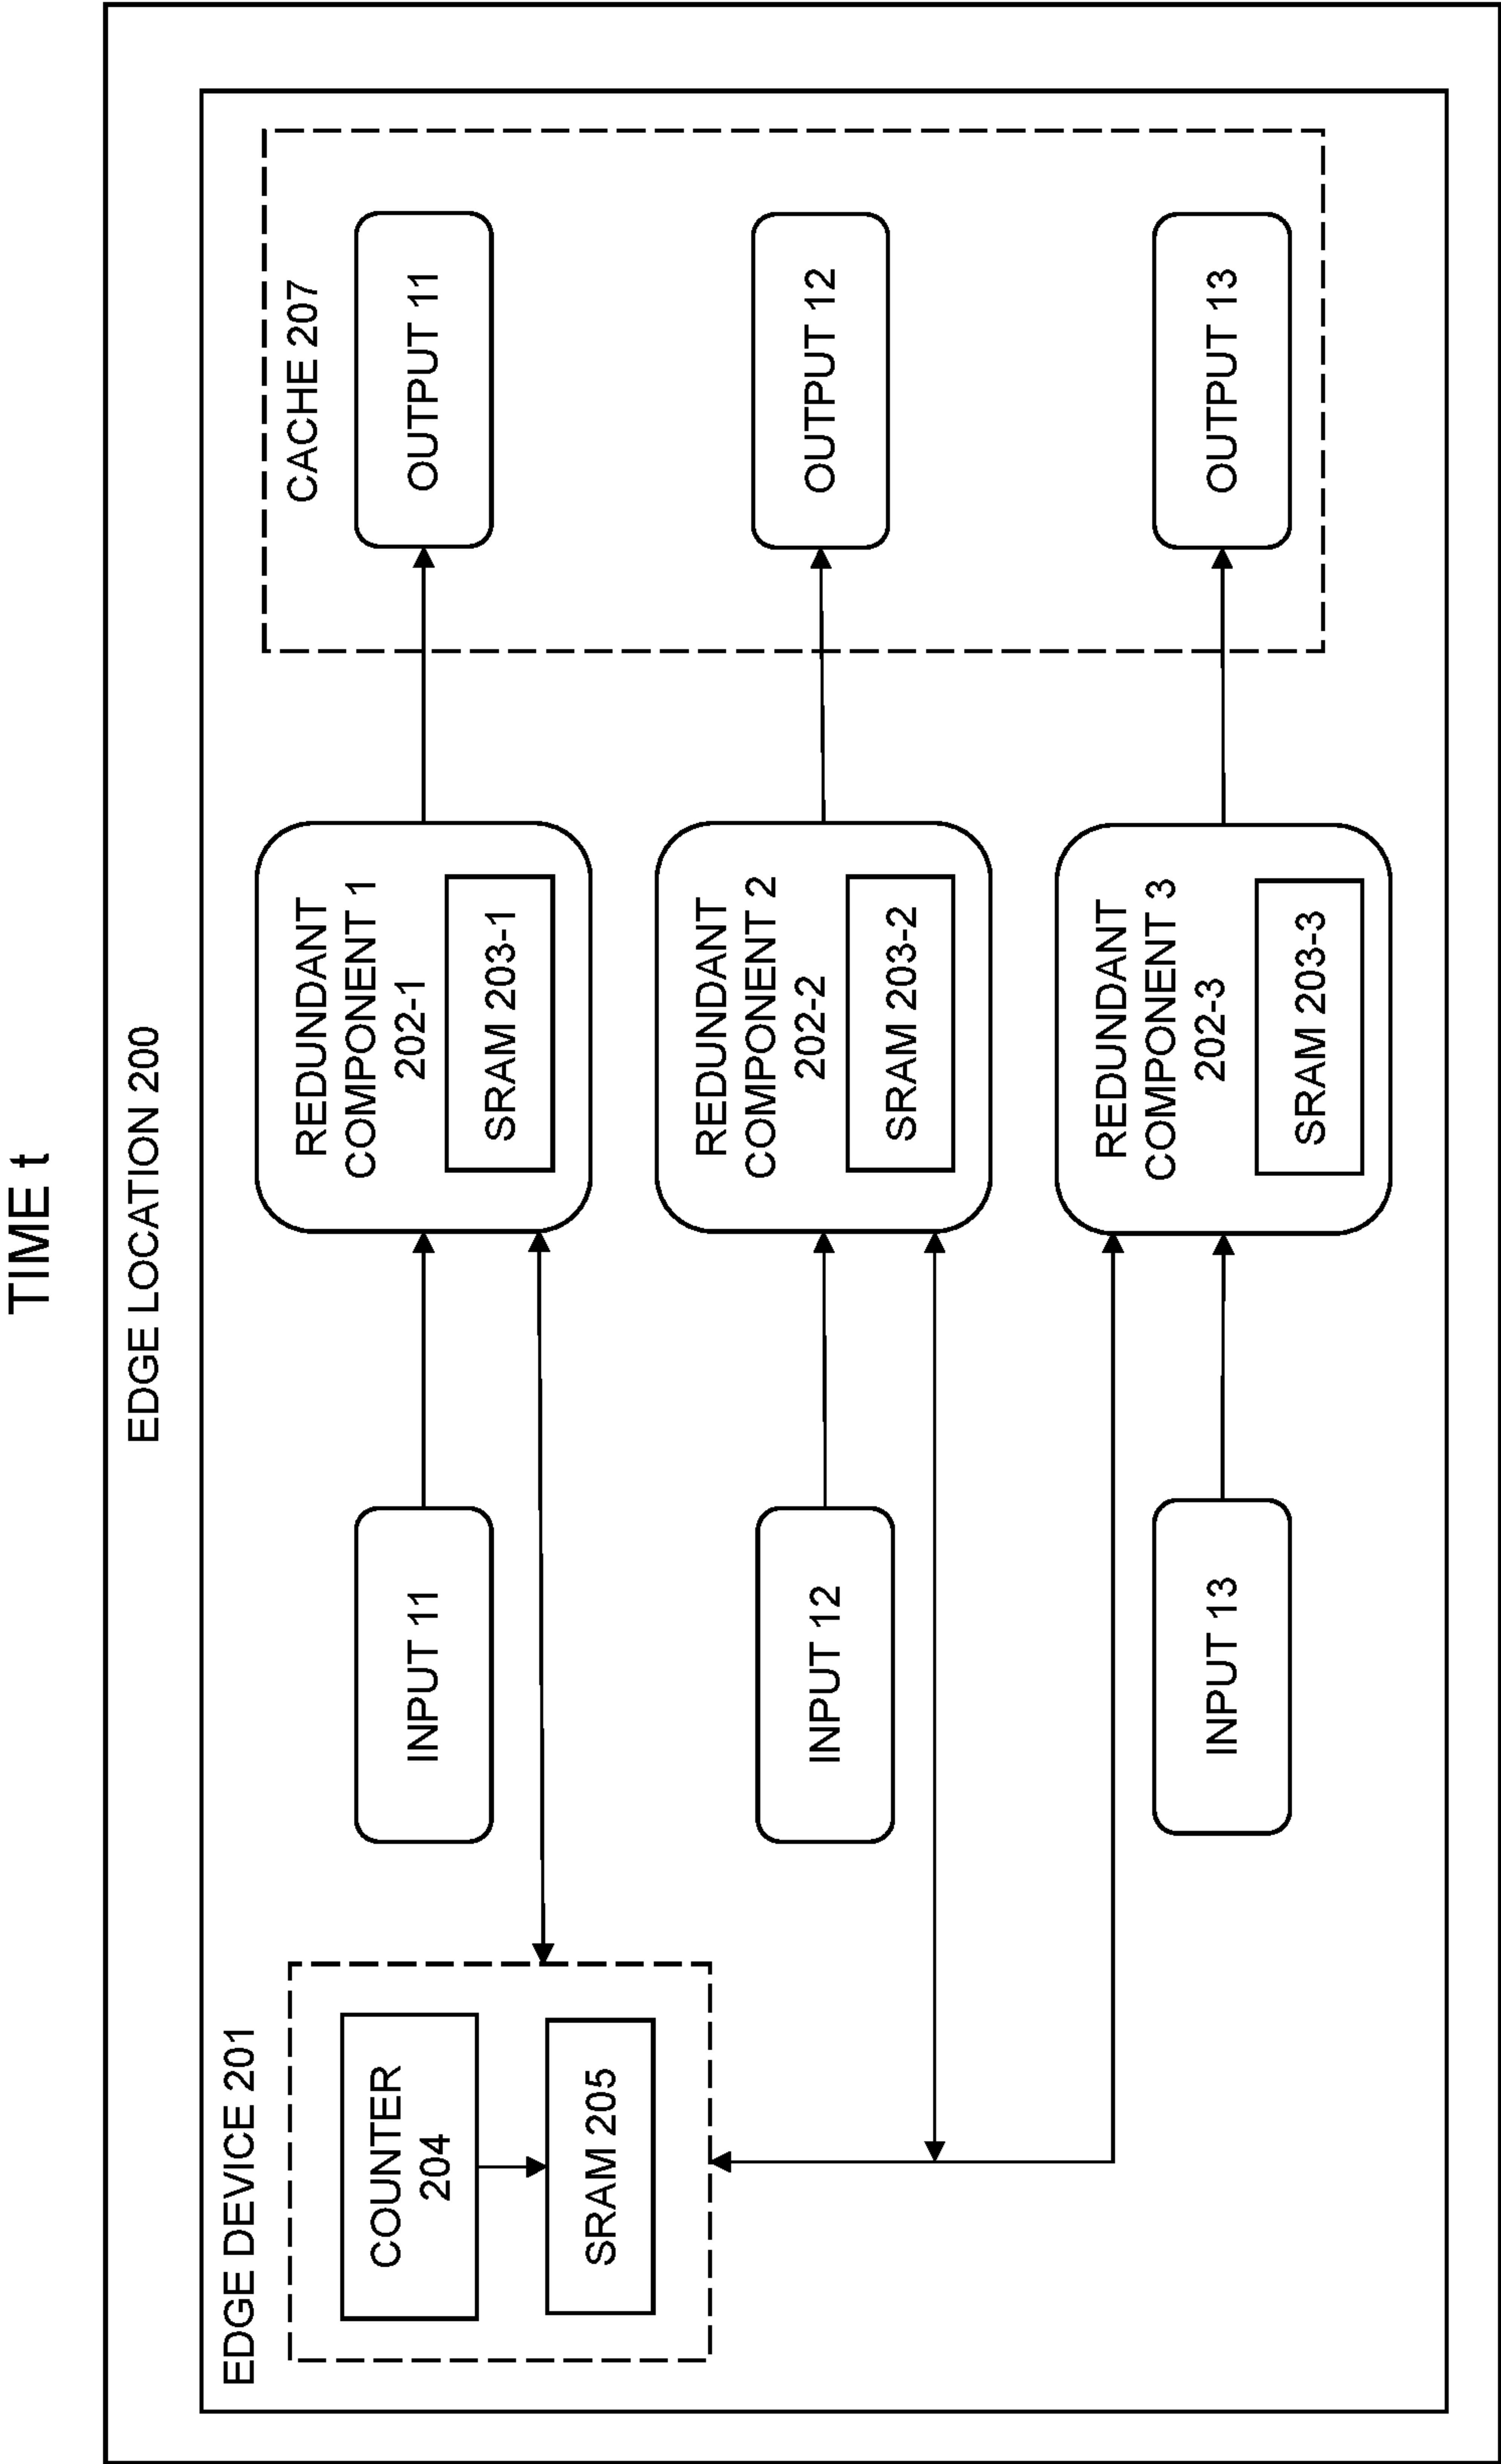 TIME t
EDGE LOCATION 200
EDGE DEVICE 201
COUNTER
204
SRAM 205
INPUT 11
REDUNDANT
COMPONENT 1
202-1
SRAM 203-1
CACHE 207
OUTPUT 11
INPUT 12
REDUNDANT
COMPONENT 2
202-2
SRAM 203-2
OUTPUT 12
INPUT 13
REDUNDANT
COMPONENT 3
202-3
SRAM 203-3
OUTPUT 13